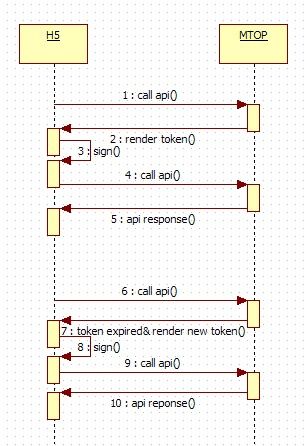 H5
MTOP
1 : call api()
2 : render token()
3 : sign()
4 : call api()
5 : api response()
6 : call api()
7 : token expired& render new token()
8 : sign()
9 : call api()
10 : api reponse()